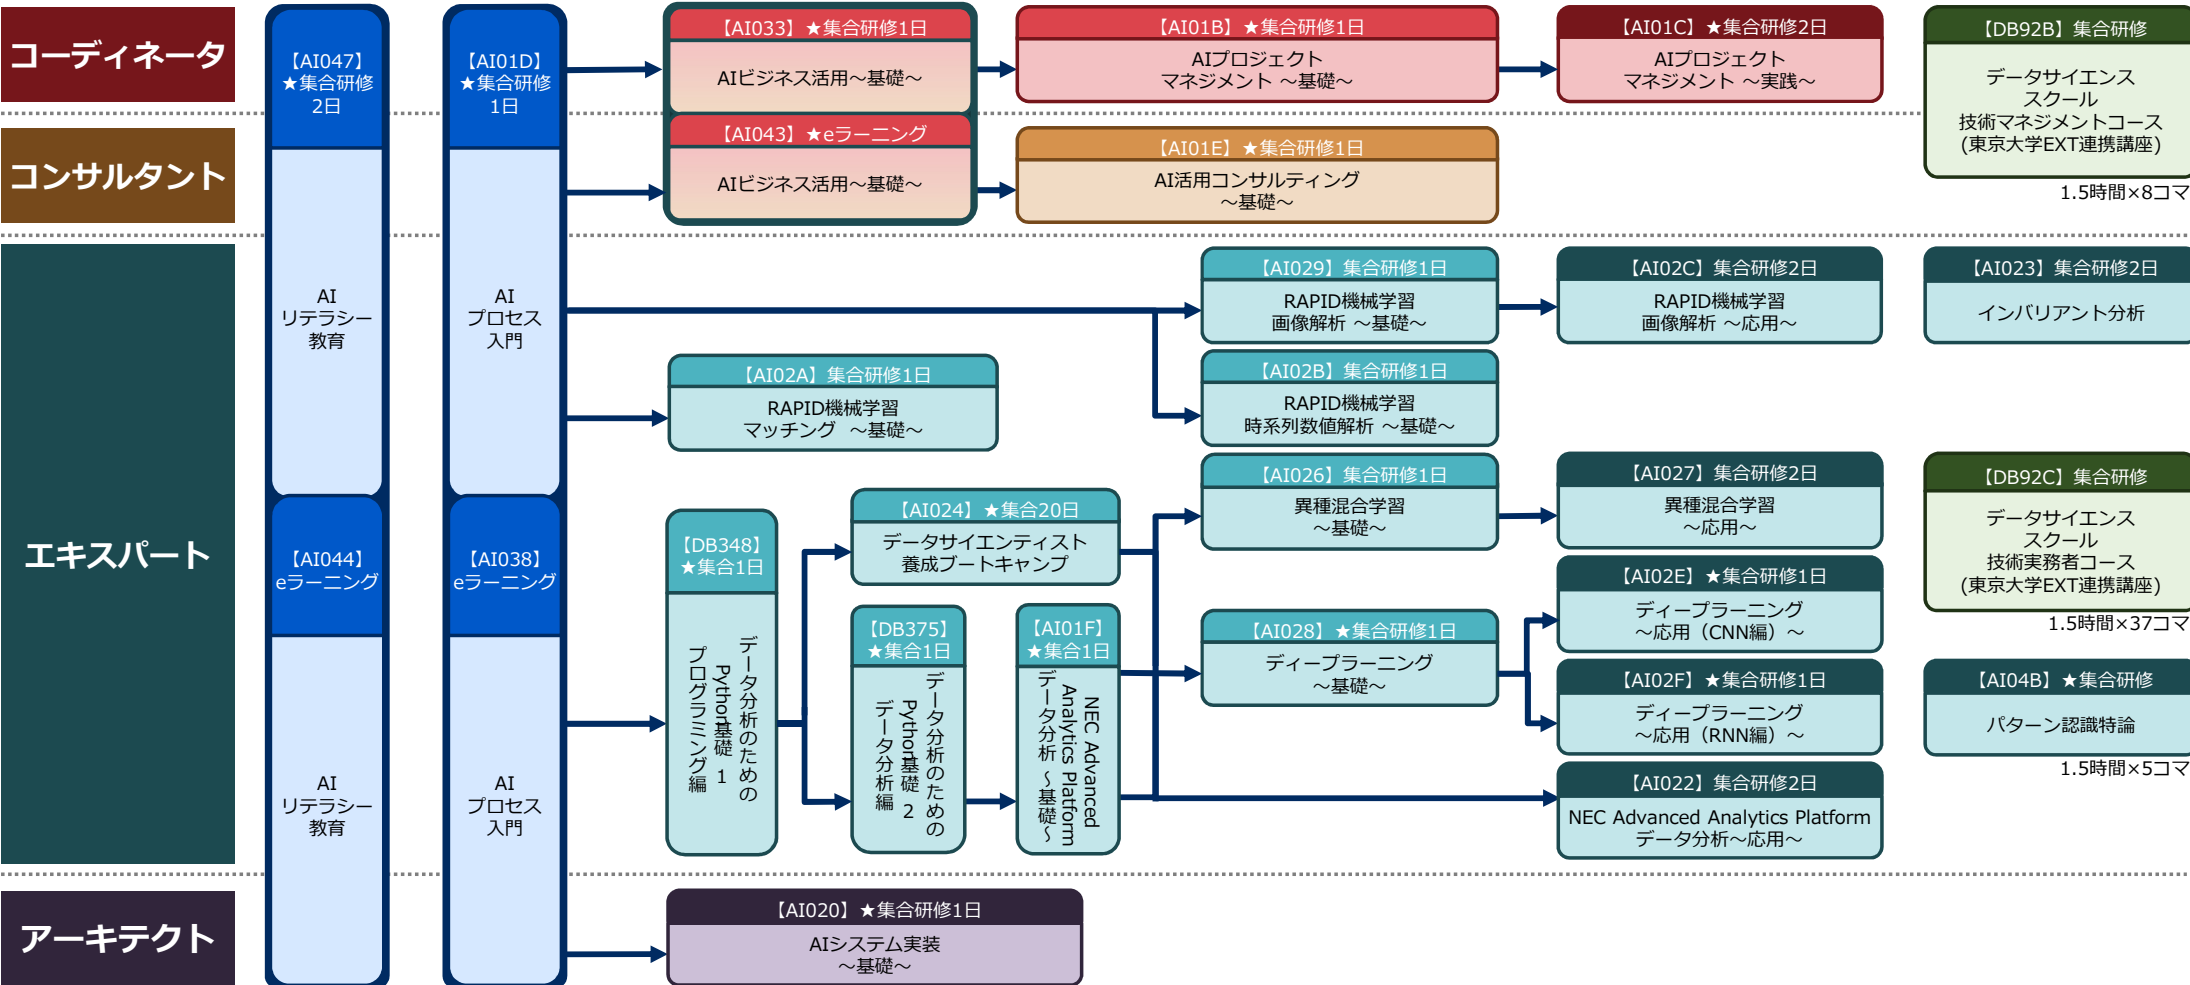 コーディネータ
【AI047】
★集合研修
2日
【AI01D】
★集合研修
1日
【AI033】★集合研修1日
AIビジネス活用～基礎～
【AI01B】★集合研修1日
AIプロジェクト
マネジメント ～基礎～
【AI01C】★集合研修2日
AIプロジェクト
マネジメント ～実践～
【DB92B】集合研修
データサイエンス
スクール
技術マネジメントコース
(東京大学EXT連携講座)
1.5時間×8コマ
コンサルタント
【AI043】★eラーニング
AIビジネス活用～基礎～
【AI01E】★集合研修1日
AI活用コンサルティング
～基礎～
エキスパート
AI
リテラシー
教育
AI
プロセス
入門
【AI029】集合研修1日
RAPID機械学習
画像解析 ～基礎～
【AI02C】集合研修2日
RAPID機械学習
画像解析 ～応用～
【AI023】集合研修2日
インバリアント分析
【AI02A】集合研修1日
RAPID機械学習
マッチング ～基礎～
【AI02B】集合研修1日
RAPID機械学習
時系列数値解析 ～基礎～
【AI044】
eラーニング
【AI038】
eラーニング
AI
リテラシー
教育
AI
プロセス
入門
【DB348】
★集合1日
データ分析のための
Python基礎 1
プログラミング編
【AI024】★集合20日
データサイエンティスト
養成ブートキャンプ
【DB375】
★集合1日
データ分析のための
Python基礎 2
データ分析編
【AI01F】
★集合1日
NEC Advanced
Analytics Platform
データ分析 ～基礎～
【AI026】集合研修1日
異種混合学習
～基礎～
【AI027】集合研修2日
異種混合学習
～応用～
【DB92C】集合研修
データサイエンス
スクール
技術実務者コース
(東京大学EXT連携講座)
1.5時間×37コマ
【AI028】★集合研修1日
ディープラーニング
～基礎～
【AI02E】★集合研修1日
ディープラーニング
～応用（CNN編）～
【AI02F】★集合研修1日
ディープラーニング
～応用（RNN編）～
【AI04B】★集合研修
パターン認識特論
1.5時間×5コマ
【AI022】集合研修2日
NEC Advanced Analytics Platform
データ分析～応用～
アーキテクト
【AI020】★集合研修1日
AIシステム実装
～基礎～